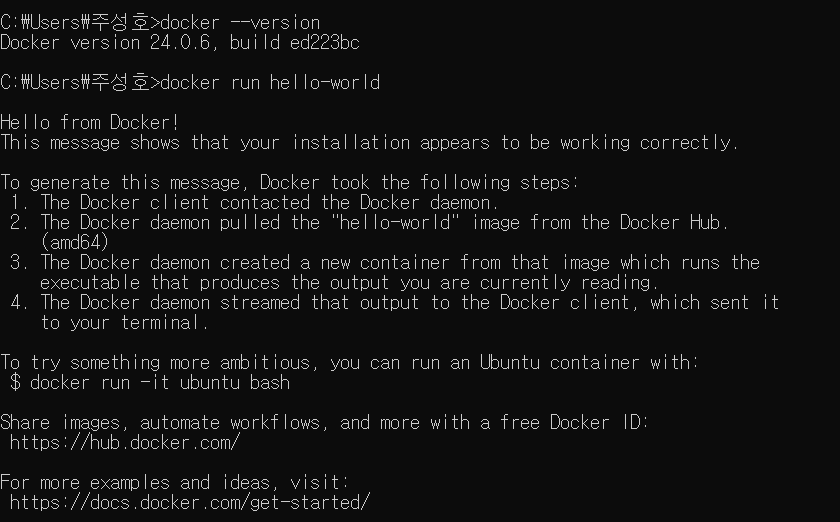 C:₩Users₩주성호>docker --version
Docker version 24.0.6, build ed223bc
C:₩Users₩주성호>docker run hello-world
Hello from Docker!
This message shows that your installation appears to be working correctly.
To generate this message, Docker took the following steps:
1. The Docker client contacted the Docker daemon.
2. The Docker daemon pulled the "hello-world" image from the Docker Hub.
(amd64)
3. The Docker daemon created a new container from that image which runs the
executable that produces the output you are currently reading.
4. The Docker daemon streamed that output to the Docker client, which sent it
to your terminal.
To try something more ambitious, you can run an Ubuntu container with:
$ docker run -it ubuntu bash
Share images, automate workflows, and more with a free Docker ID:
https://hub.docker.com/
For more examples and ideas, visit:
https://docs.docker.com/get-started/